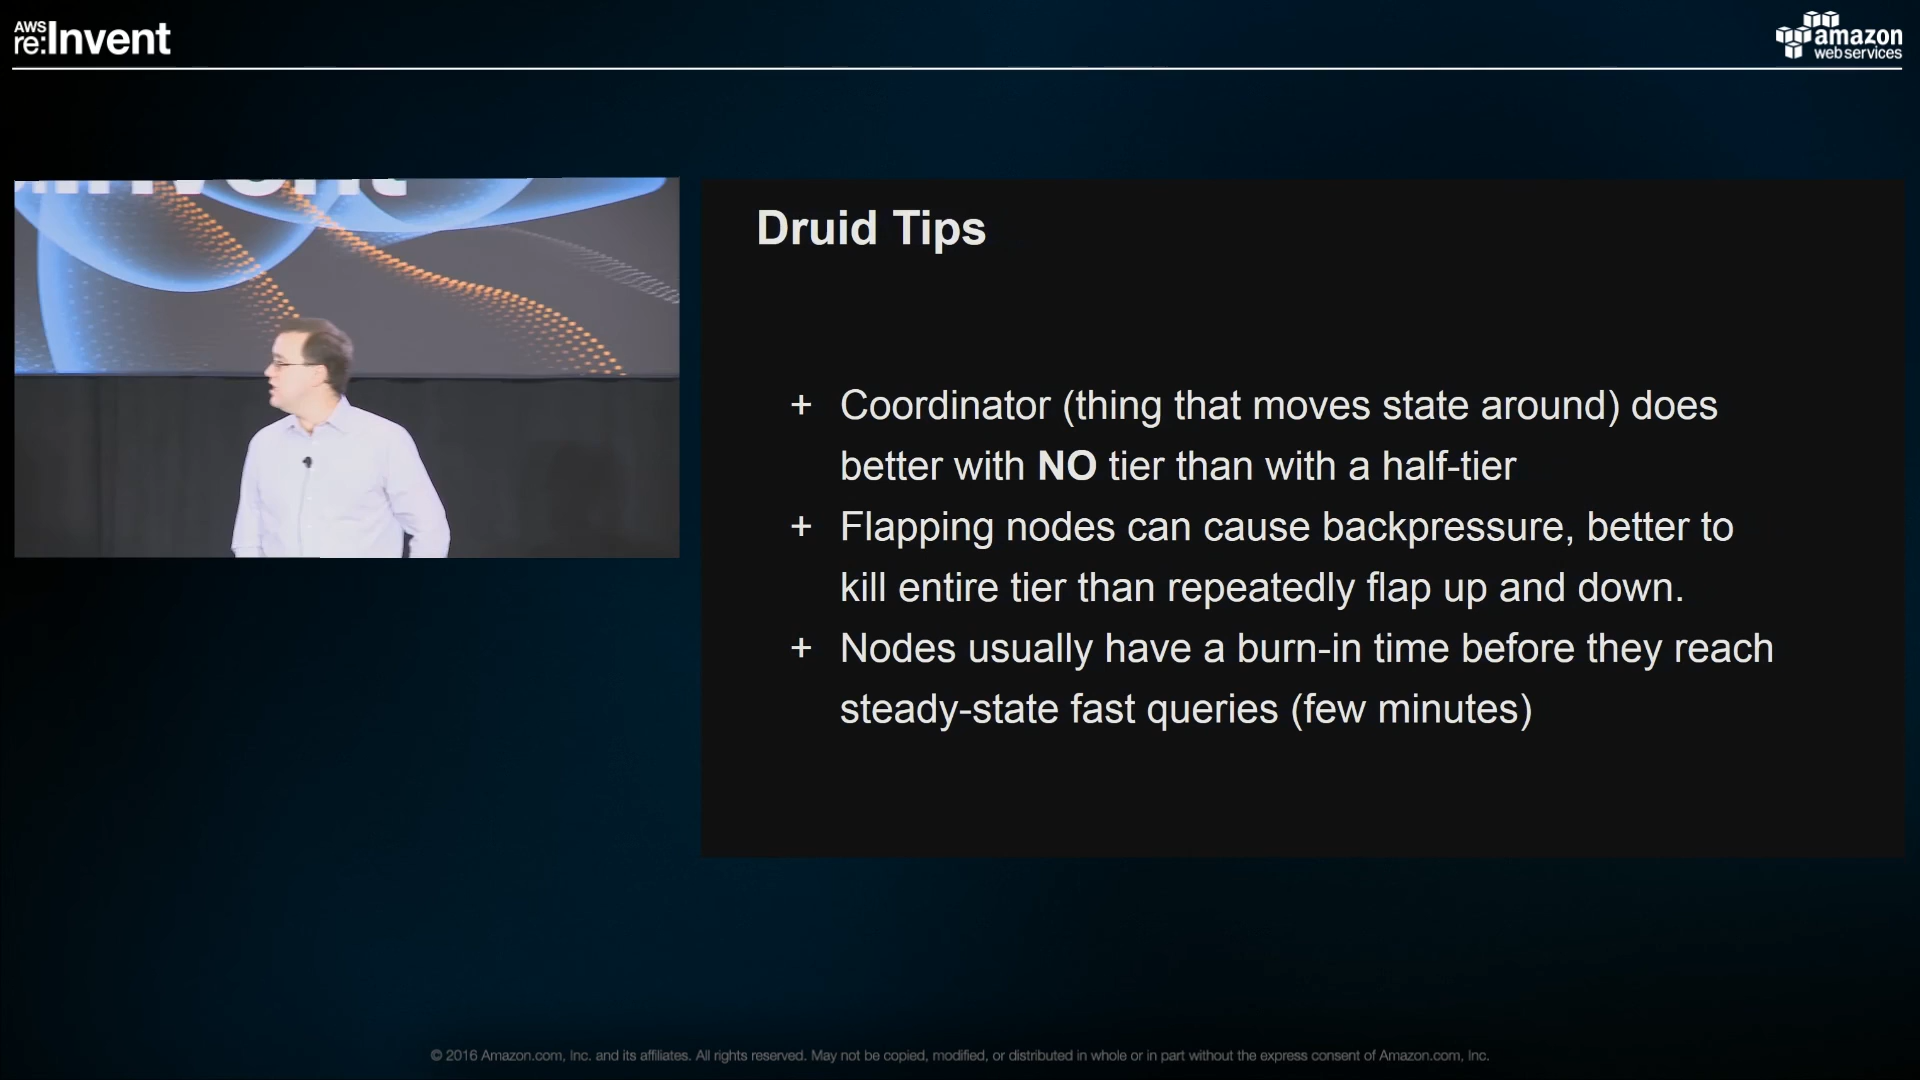 AWS
re:Invent
amazon
web services
Druid Tips
+ Coordinator (thing that moves state around) does
better with NO tier than with a half-tier
+ Flapping nodes can cause backpressure, better to
kill entire tier than repeatedly flap up and down.
+ Nodes usually have a burn-in time before they reach
steady-state fast queries (few minutes)
© 2016 Amazon.com, Inc. and its affiliates. All rights reserved. May not be copied, modified, or distributed in whole or in part without the express consent of Amazon.com, Inc.